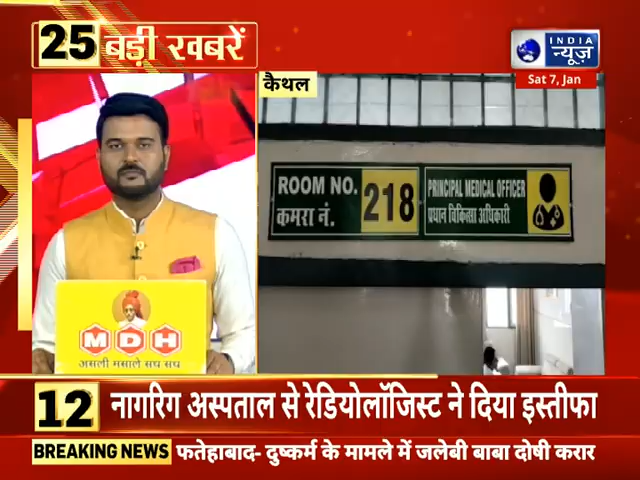 25 बड़ी खबरें
INDIA
न्यूज़
Sat 7, Jan
कैथल
ROOM NO.
कमरा नं.
218
PRINCIPAL MEDICAL OFFICER
प्रधान चिकित्सा अधिकारी
MDH
असली मसाले सच सच
12 नागरिग अस्पताल से रेडियोलॉजिस्ट ने दिया इस्तीफा
BREAKING NEWS फतेहाबाद- दुष्कर्म के मामले में जलेबी बाबा दोषी करार